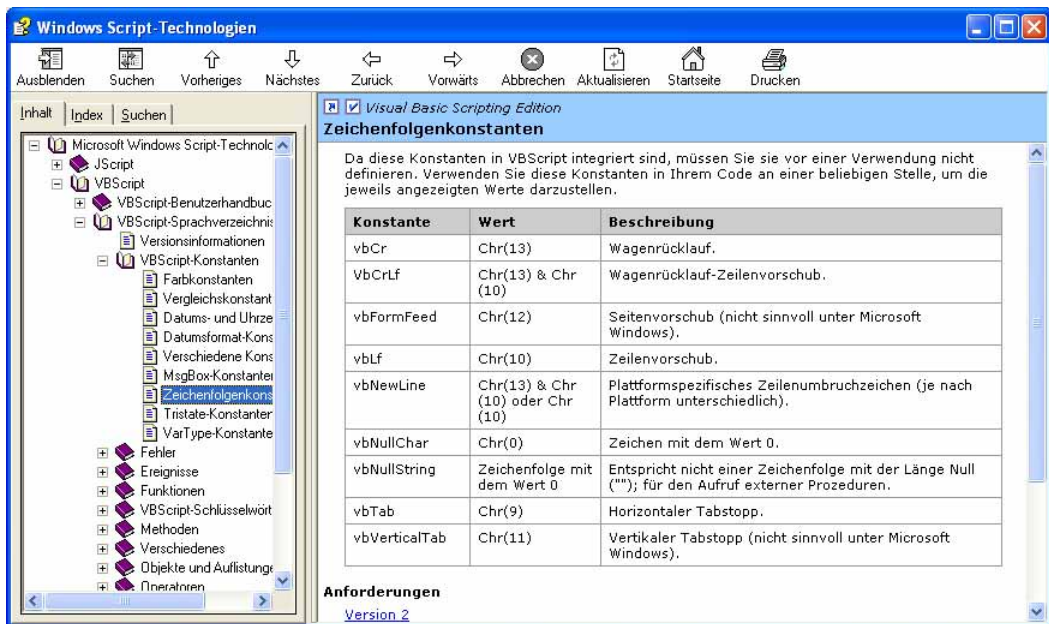 Windows Script-Technologien
Ausblenden Suchen Vorheriges Nächstes Zurück Vorwärts Abbrechen Aktualisieren Startseite Drucken
Inhalt Index Suchen
Microsoft Windows Script-Technolc
JScript
VBScript
VBScript-Benutzerhandbuc
VBScript-Sprachverzeichnis
Versionsinformationen
VBScript-Konstanten
Farbkonstanten
Vergleichskonstant
Datums- und Uhrze
Datumsformat-Kons
Verschiedene Kons
MsgBox-Konstanten
Zeichenfolgenkons
Tristate-Konstanter
VarType-Konstante
Fehler
Ereignisse
Funktionen
VBScript-Schlüsselwört
Methoden
Verschiedenes
Objekte und Auflistunge
Operatoren
Visual Basic Scripting Edition
Zeichenfolgenkonstanten
Da diese Konstanten in VBScript integriert sind, müssen Sie sie vor einer Verwendung nicht
definieren. Verwenden Sie diese Konstanten in Ihrem Code an einer beliebigen Stelle, um die
jeweils angezeigten Werte darzustellen.
Konstante Wert Beschreibung
vbCr Chr(13) Wagenrücklauf.
VbCrLf Chr(13) & Chr Wagenrücklauf-Zeilenvorschub.
(10)
vbFormFeed Chr(12) Seitenvorschub (nicht sinnvoll unter Microsoft
Windows).
vbLf Chr(10) Zeilenvorschub.
vbNewLine Chr(13) & Chr Plattformspezifisches Zeilenumbruchzeichen (je nach
(10) oder Chr Plattform unterschiedlich).
(10)
vbNullChar Chr(0) Zeichen mit dem Wert 0.
vbNullString Zeichenfolge mit Entspricht nicht einer Zeichenfolge mit der Länge Null
dem Wert 0 (""); für den Aufruf externer Prozeduren.
vbTab Chr(9) Horizontaler Tabstopp.
vbVerticalTab Chr(11) Vertikaler Tabstopp (nicht sinnvoll unter Microsoft
Windows).
Anforderungen
Version 2